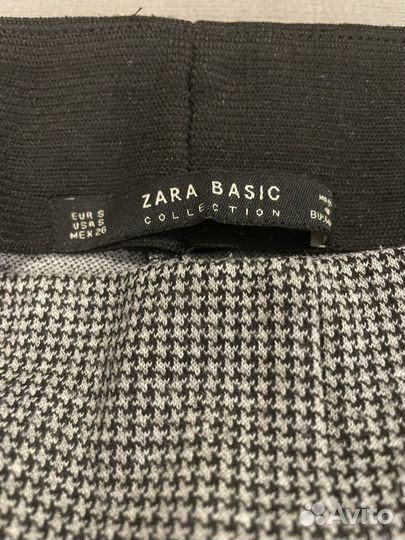 ZARA BASIC
COLLECTION
EUR S
USA S
MEX 26
Avito